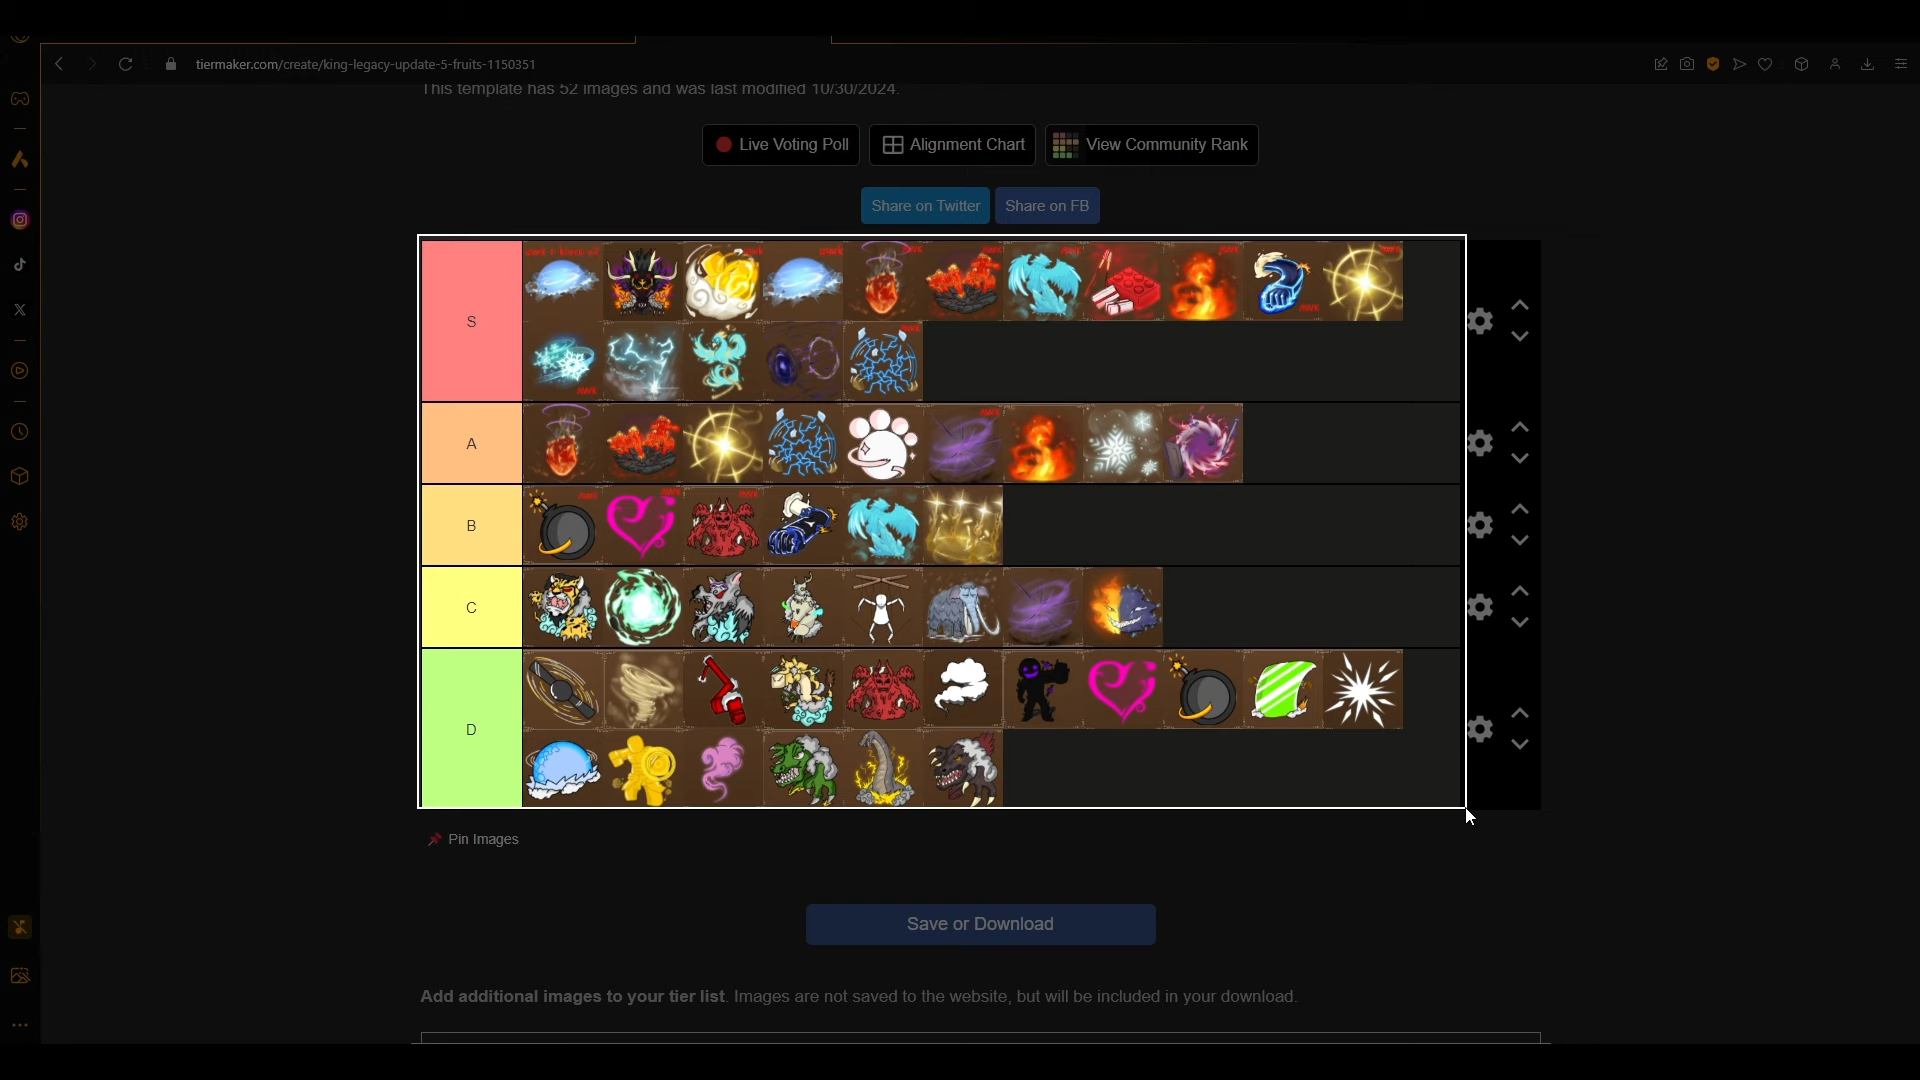 tiermaker.com/create/king-legacy-update-5-fruits-1150351
This template has 52 images and was last modified 10/30/2024.
Live Voting Poll
Alignment Chart
View Community Rank
Share on Twitter
Share on FB
S
A
B
C
D
Pin Images
Save or Download
Add additional images to your tier list. Images are not saved to the website, but will be included in your download.